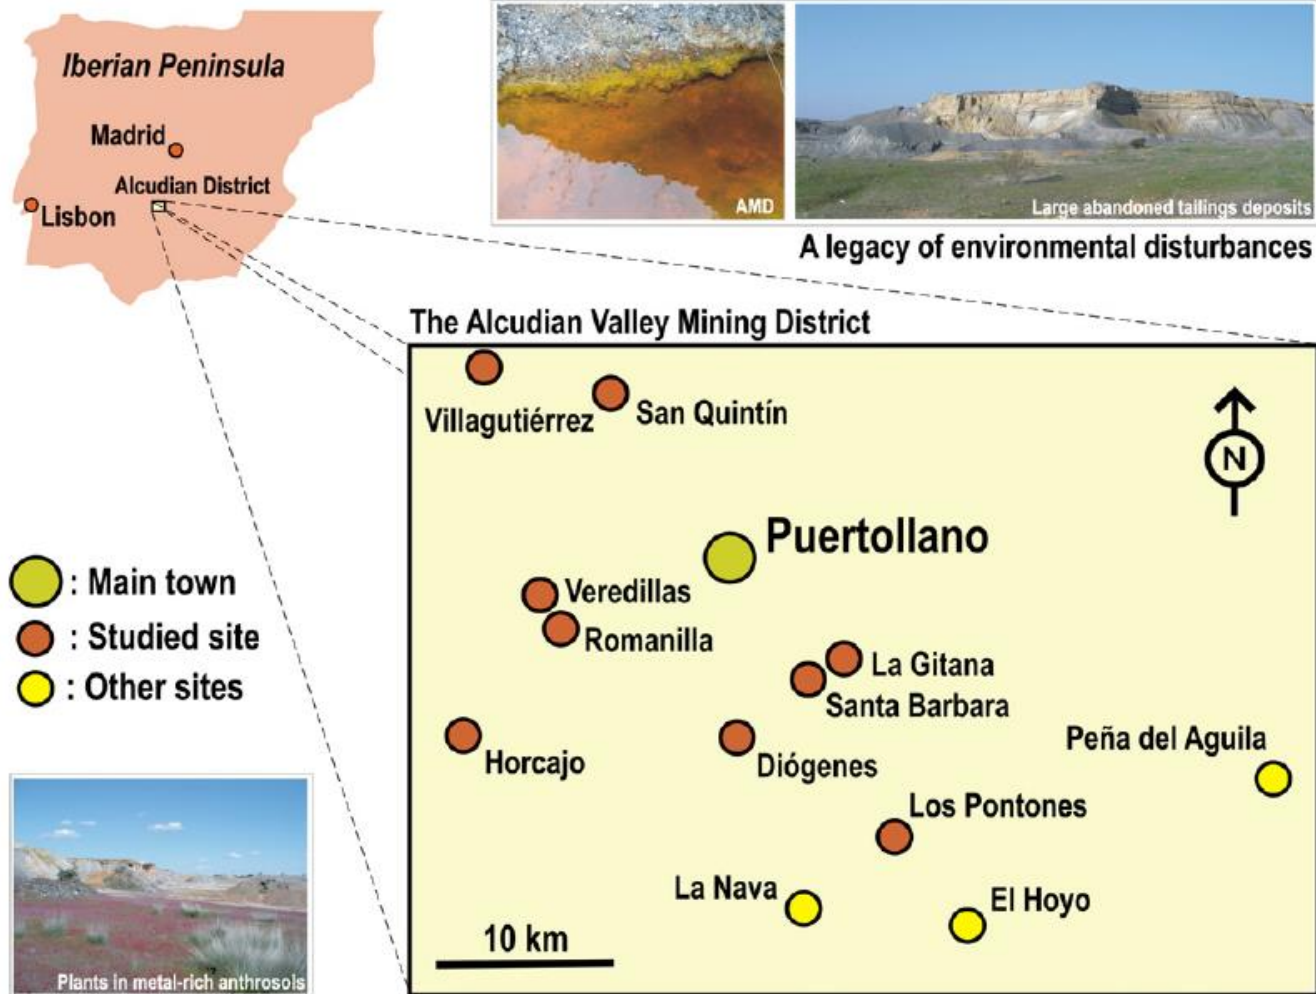 Iberian Peninsula
Madrid
Alcudian District
Lisbon
AMD
Large abandoned tailings deposits
A legacy of environmental disturbances
The Alcudian Valley Mining District
Villagutiérrez
San Quintín
N
Puertollano
: Main town
: Studied site
: Other sites
Veredillas
Romanilla
La Gitana
Santa Barbara
Horcajo
Diógenes
Peña del Aguila
Los Pontones
La Nava
El Hoyo
10 km
Plants in metal-rich anthrosols